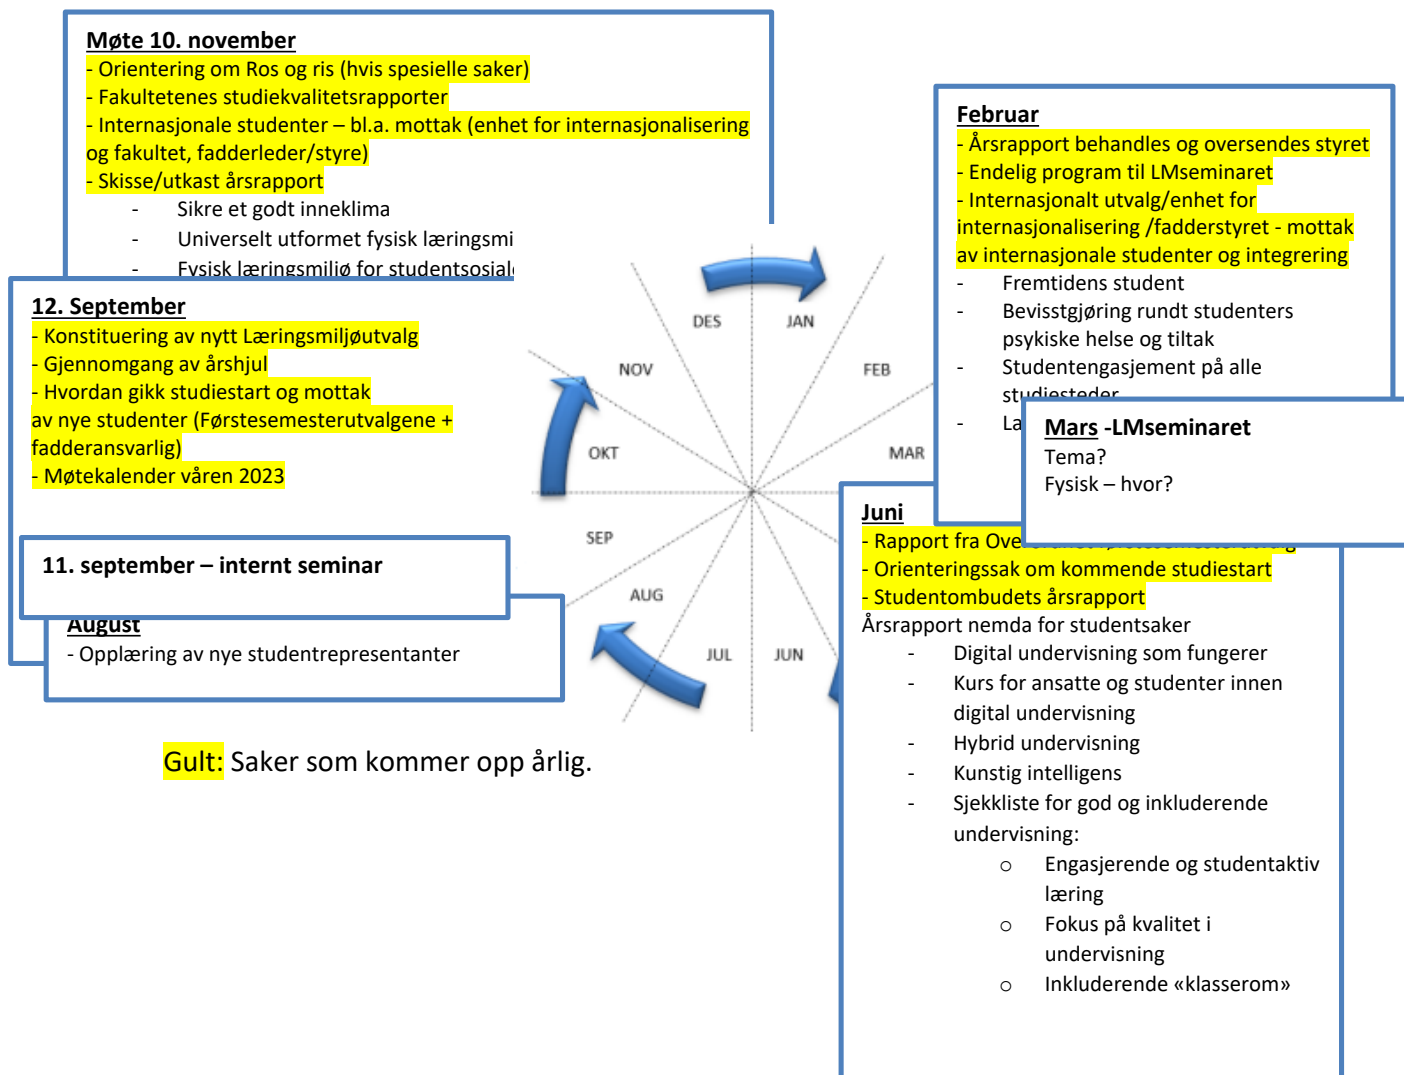 Møte 10. november
- Orientering om Ros og ris (hvis spesielle saker)
- Fakultetenes studiekvalitetsrapporter
- Internasjonale studenter – bl.a. mottak (enhet for internasjonalisering
og fakultet, fadderleder/styre)
- Skisse/utkast årsrapport
- Sikre et godt inneklima
- Universelt utformet fysisk læringsmi
- Fysisk læringsmiljø for studentsosial
12. September
- Konstituering av nytt Læringsmiljøutvalg
- Gjennomgang av årshjul
- Hvordan gikk studiestart og mottak
av nye studenter (Førstesemesterutvalgene +
fadderansvarlig)
- Møtekalender våren 2023
11. september – internt seminar
August
- Opplæring av nye studentrepresentanter
Gult: Saker som kommer opp årlig.
DES
JAN
NOV
FEB
OKT
MAR
SEP
AUG
JUL
JUN
Februar
- Årsrapport behandles og oversendes styret
- Endelig program til LMseminaret
- Internasjonalt utvalg/enhet for
internasjonalisering /fadderstyret - mottak
av internasjonale studenter og integrering
- Fremtidens student
- Bevisstgjøring rundt studenters
psykiske helse og tiltak
- Studentengasjement på alle
studiesteder
- La
Mars -LMseminaret
Tema?
Fysisk – hvor?
Juni
- Rapport fra
- Orienteringssak om kommende studiestart
- Studentombudets årsrapport
Årsrapport nemda for studentsaker
- Digital undervisning som fungerer
- Kurs for ansatte og studenter innen
digital undervisning
- Hybrid undervisning
- Kunstig intelligens
- Sjekkliste for god og inkluderende
undervisning:
o Engasjerende og studentaktiv
læring
o Fokus på kvalitet i
undervisning
o Inkluderende «klasserom»